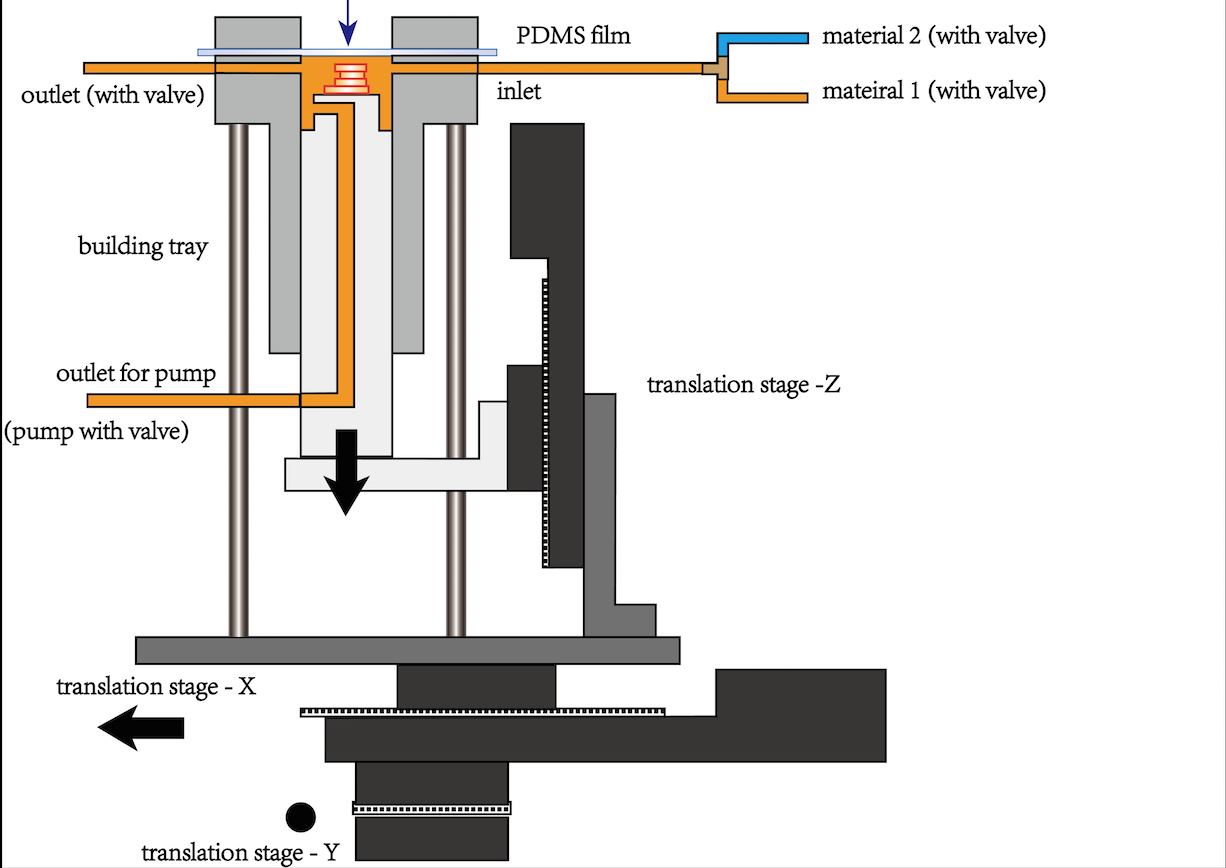 PDMS film
material 2 (with valve)
outlet (with valve)
inlet
mateiral 1 (with valve)
building tray
outlet for pump
(pump with valve)
translation stage -Z
translation stage - X
translation stage - Y